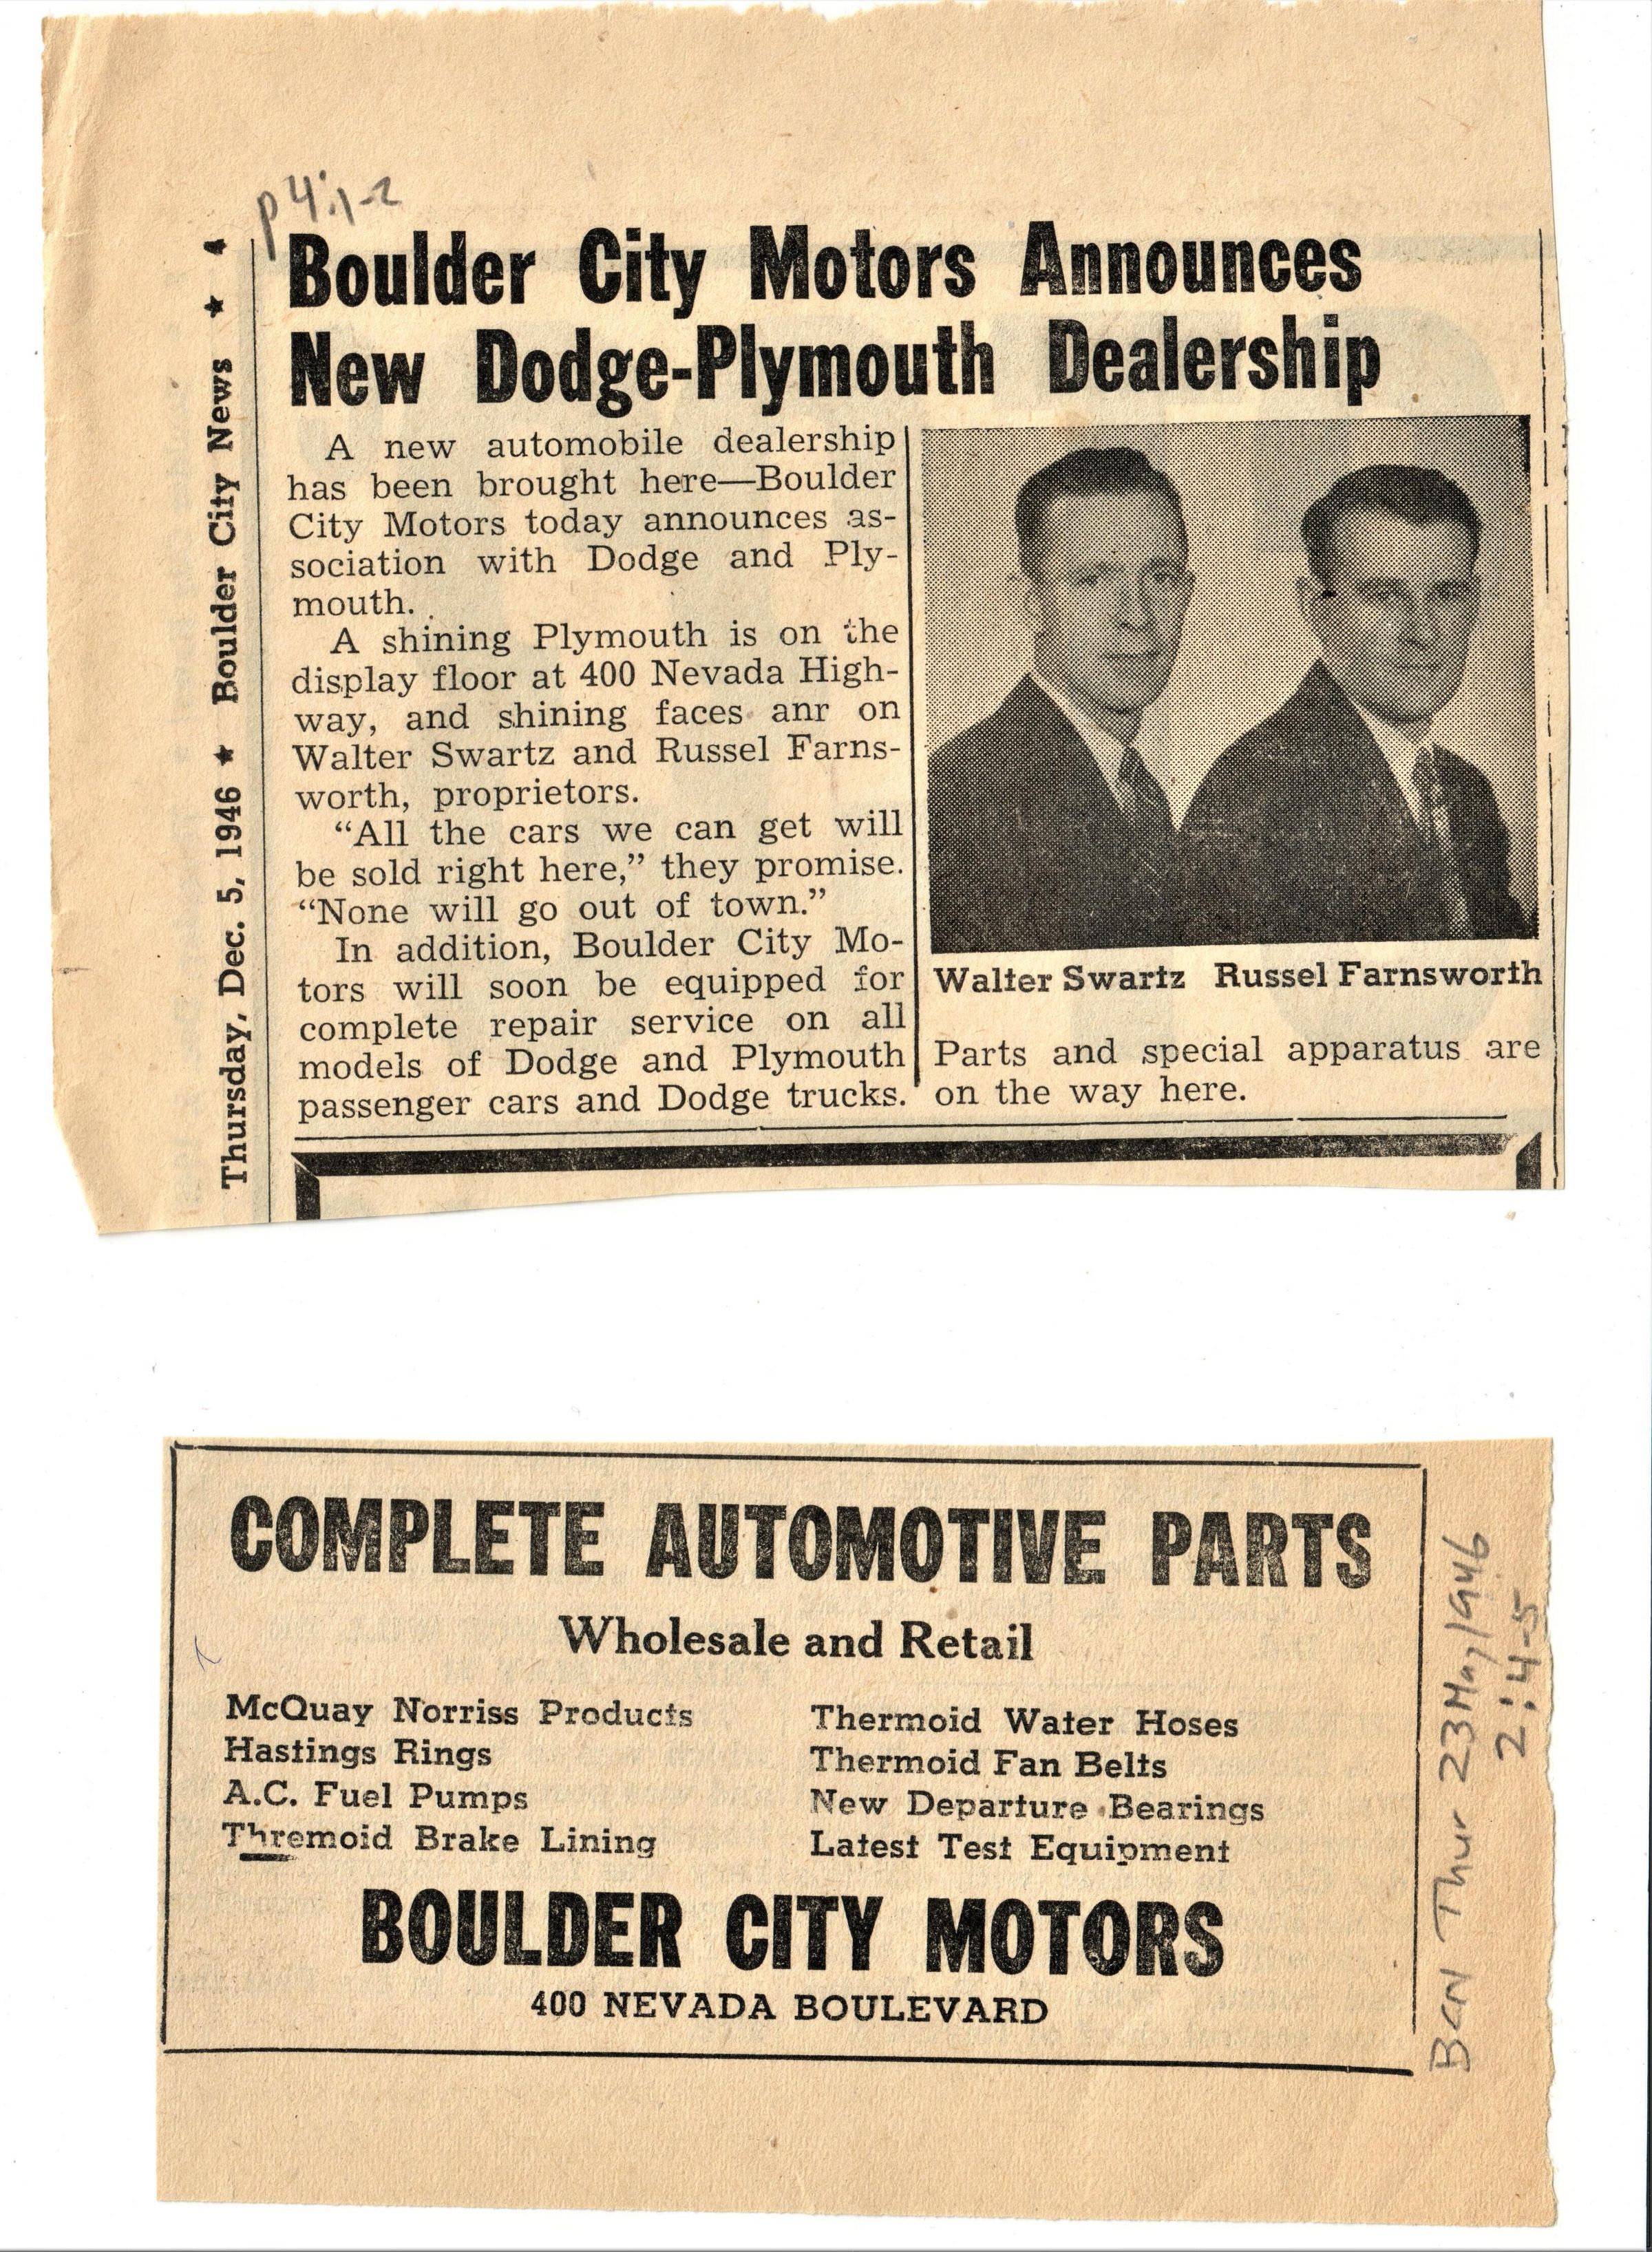 p4:1-2
Thursday, Dec. 5, 1946 ★ Boulder City News ★ 4
Boulder City Motors Announces
New Dodge-Plymouth Dealership
A new automobile dealership
has been brought here—Boulder
City Motors today announces as-
sociation with Dodge and Ply-
mouth.
A shining Plymouth is on the
display floor at 400 Nevada High-
way, and shining faces anr on
Walter Swartz and Russel Farns-
worth, proprietors.
“All the cars we can get will
be sold right here,” they promise.
“None will go out of town.”
In addition, Boulder City Mo-
tors will soon be equipped for
complete repair service on all
models of Dodge and Plymouth
passenger cars and Dodge trucks.
Walter Swartz Russel Farnsworth
Parts and special apparatus are
on the way here.
COMPLETE AUTOMOTIVE PARTS
Wholesale and Retail
McQuay Norriss Products
Hastings Rings
A.C. Fuel Pumps
Thremoid Brake Lining
Thermoid Water Hoses
Thermoid Fan Belts
New Departure Bearings
Latest Test Equipment
BOULDER CITY MOTORS
400 NEVADA BOULEVARD
BCN Thur 23 May 1946
2:4-5